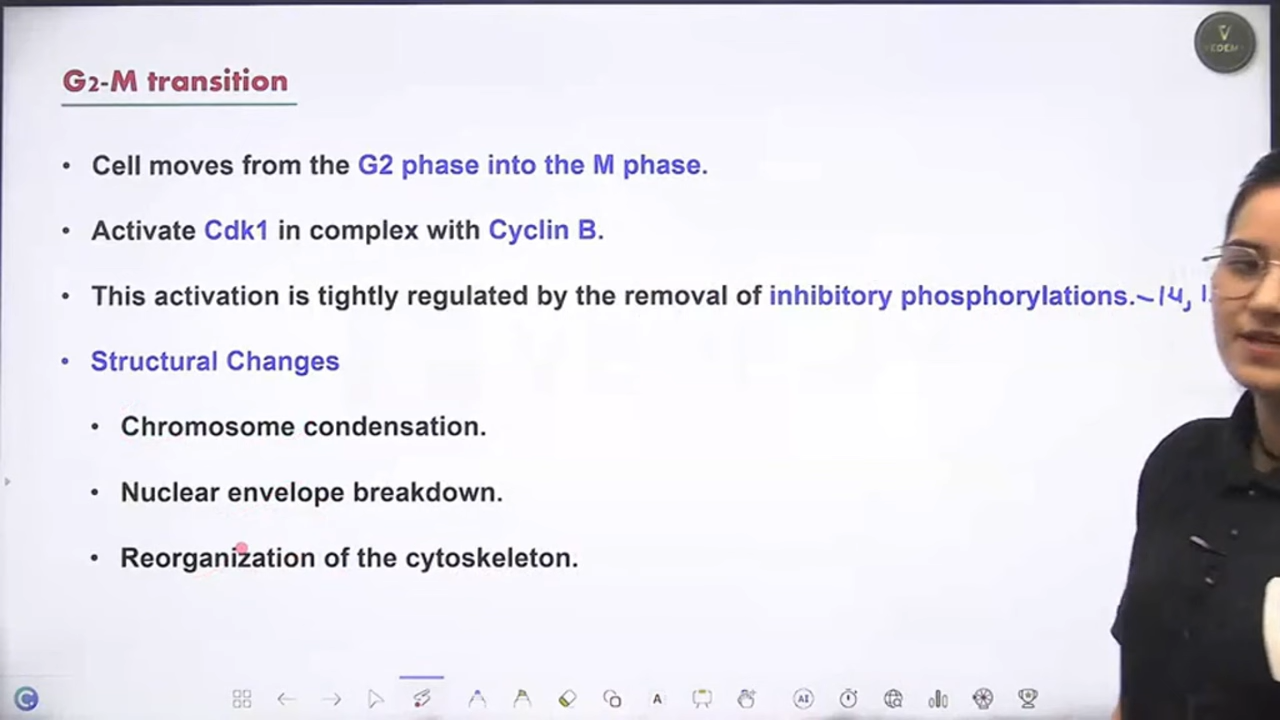 G2-M transition
• Cell moves from the G2 phase into the M phase.
• Activate Cdk1 in complex with Cyclin B.
• This activation is tightly regulated by the removal of inhibitory phosphorylations. – 14, 1
• Structural Changes
• Chromosome condensation.
• Nuclear envelope breakdown.
• Reorganization of the cytoskeleton.
A
AI